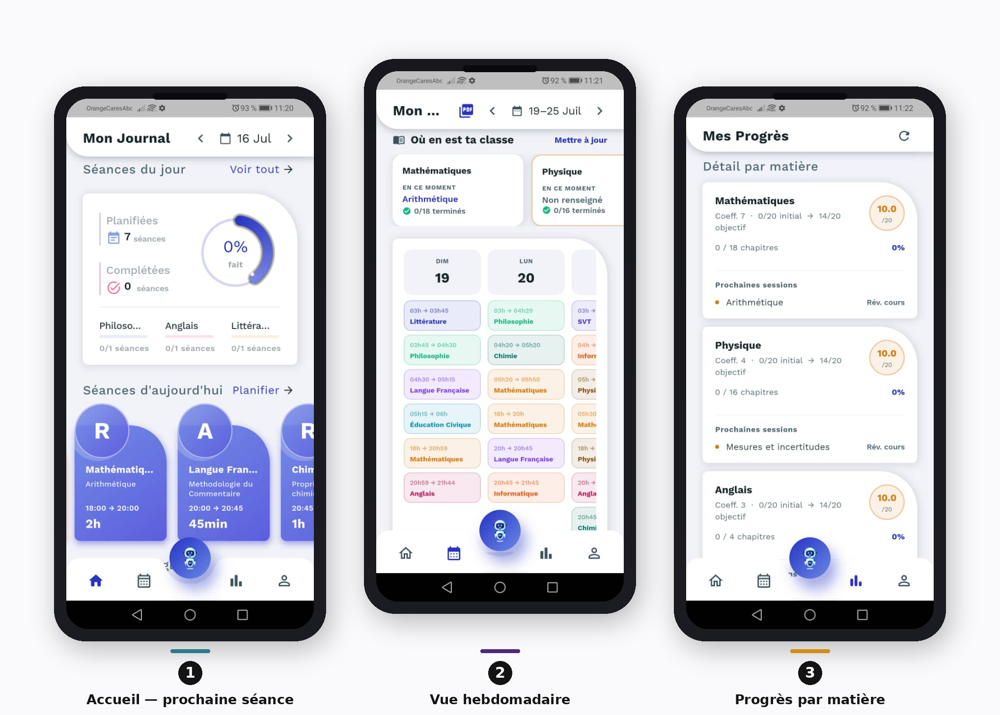 OrangeCaresAbc
93 %
11:20
Mon Journal
16 Jul
Séances du jour
Voir tout →
Planifiées
7 séances
Complétées
0 séances
0%
fait
Philoso...
Anglais
Littéra...
0/1 séances
0/1 séances
0/1 séances
Séances d'aujourd'hui
Planifier →
R
Mathématiq...
Arithmétique
18:00 → 20:00
2h
A
Langue Fran...
Methodologie du
Commentaire
20:00 → 20:45
45min
R
Chim
Propri
chimi
20:45
1h
1
Accueil — prochaine séance
OrangeCaresAbc
92 %
11:21
Mon ...
PDF
19–25 Juil
Où en est ta classe
Mettre à jour
Mathématiques
EN CE MOMENT
Arithmétique
0/18 terminés
Physique
EN CE MOMENT
Non renseigné
0/16 terminés
DIM
19
03h → 03h45
Littérature
03h45 → 04h30
Philosophie
04h30 → 05h15
Langue Française
05h15 → 06h
Éducation Civique
18h → 20h59
Mathématiques
20h59 → 21h44
Anglais
LUN
20
03h → 04h20
Philosophie
04h20 → 05h20
Chimie
05h20 → 05h50
Mathématiques
18h → 20h
Mathématiques
20h → 20h45
Langue Française
20h45 → 21h45
Informatique
03h →
SVT
04h →
Infor
05h →
Physi
05h30
Math
18h →
Physi
20h →
Angla
20h45
Chimi
2
Vue hebdomadaire
OrangeCaresAbc
92 %
11:22
Mes Progrès
Détail par matière
Mathématiques
Coeff. 7 · 0/20 initial → 14/20
objectif
10.0
/20
0 / 18 chapitres
0%
Prochaines sessions
• Arithmétique
Rév. cours
Physique
Coeff. 4 · 0/20 initial → 14/20
objectif
10.0
/20
0 / 16 chapitres
0%
Prochaines sessions
• Mesures et incertitudes
Rév. cours
Anglais
Coeff. 3 · 0/20 initial → 14/20
objectif
10.0
/20
0 / 4 chapitres
0%
3
Progrès par matière